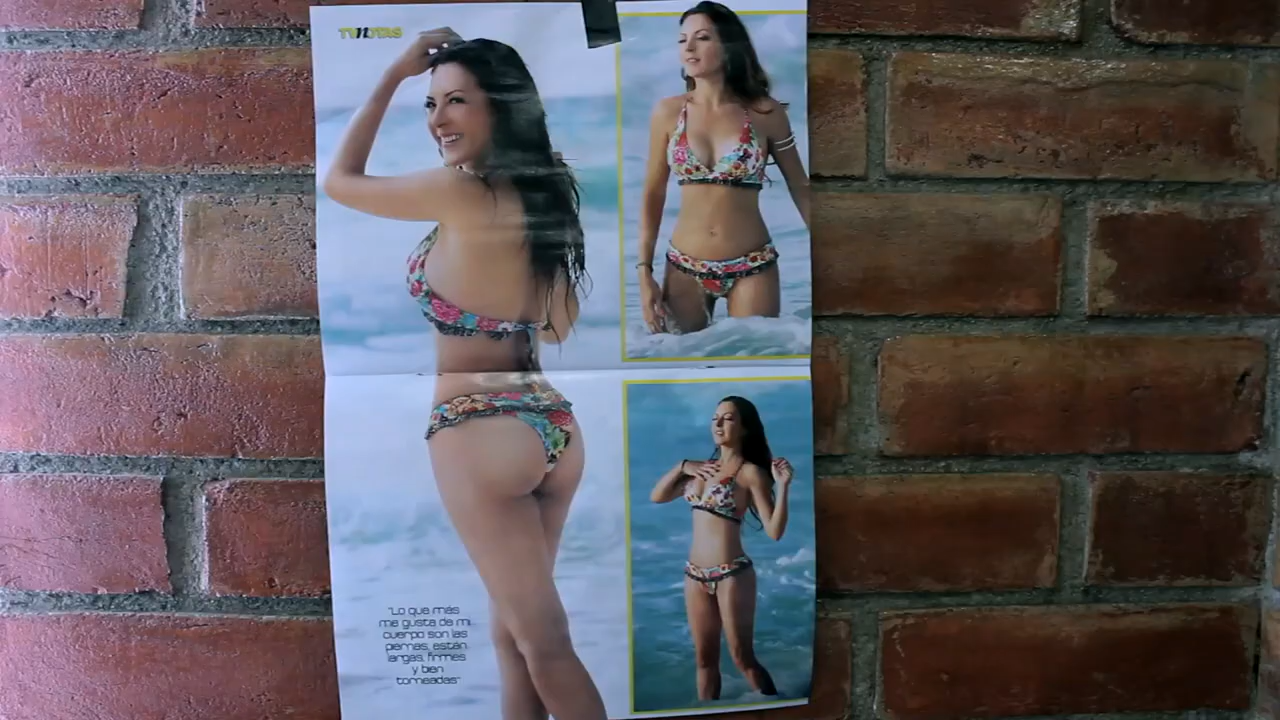 TVNOTAS
"Lo que más
me gusta de mi
cuerpo son las
piernas, están
largas, firmes
y bien
torneadas"